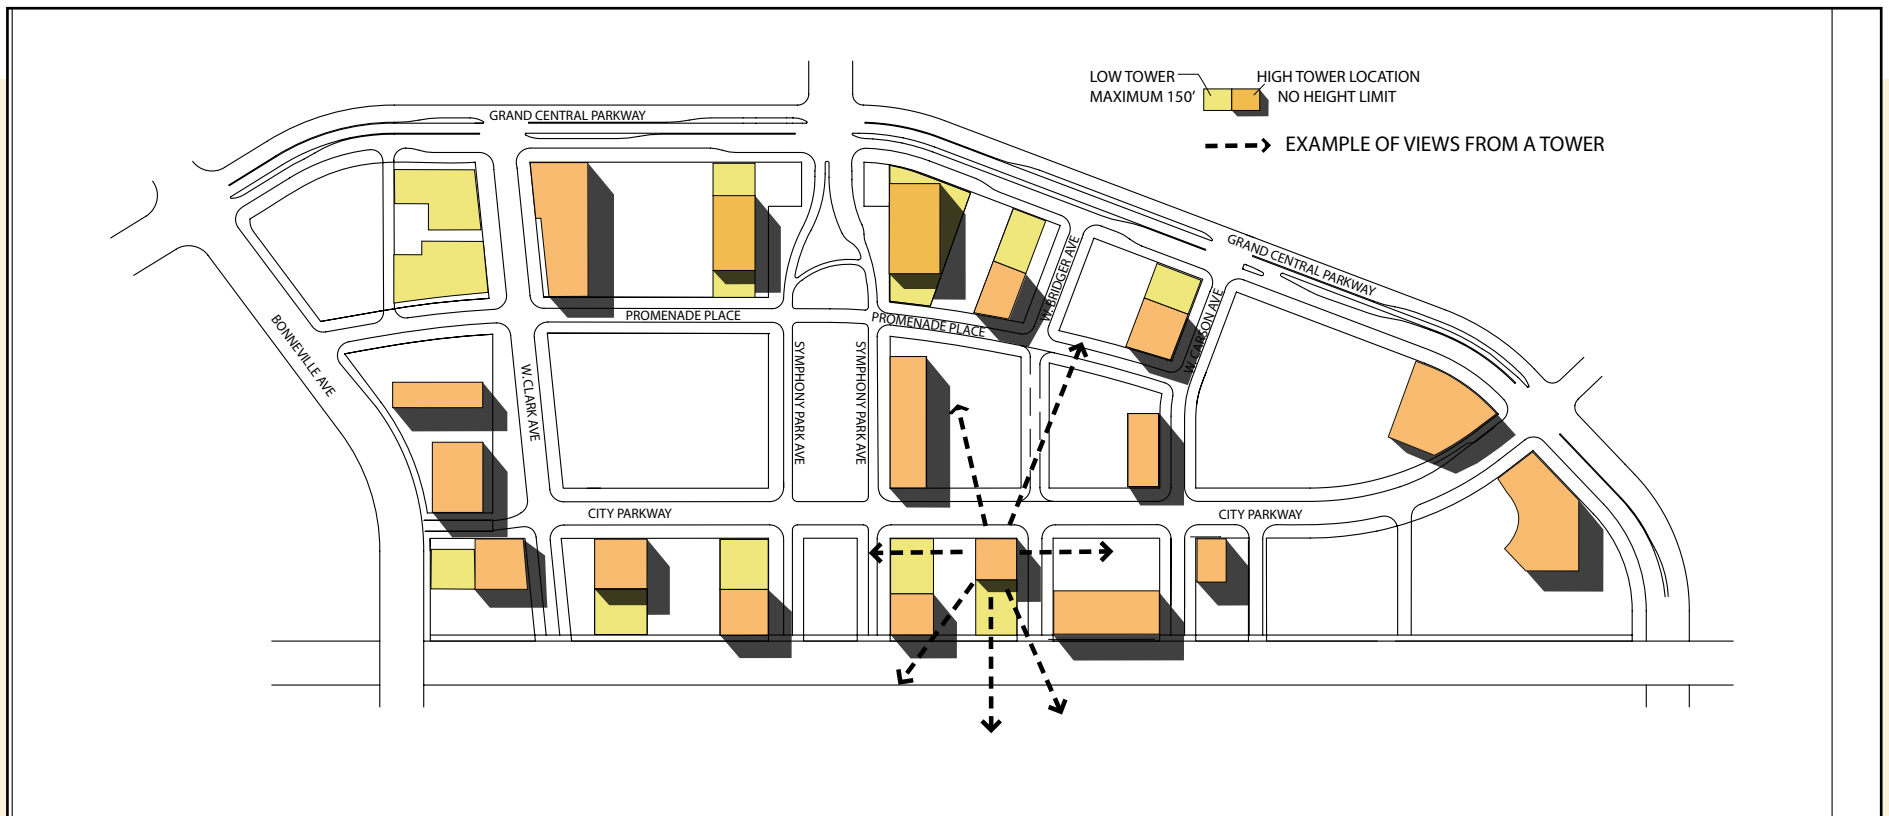 LOW TOWER
MAXIMUM 150'
HIGH TOWER LOCATION
NO HEIGHT LIMIT
EXAMPLE OF VIEWS FROM A TOWER
GRAND CENTRAL PARKWAY
GRAND CENTRAL PARKWAY
W. BRIDGER AVE
W. CARSON AVE
BONNEVILLE AVE
PROMENADE PLACE
PROMENADE PLACE
W.CLARK AVE
SYMPHONY PARK AVE
SYMPHONY PARK AVE
CITY PARKWAY
CITY PARKWAY